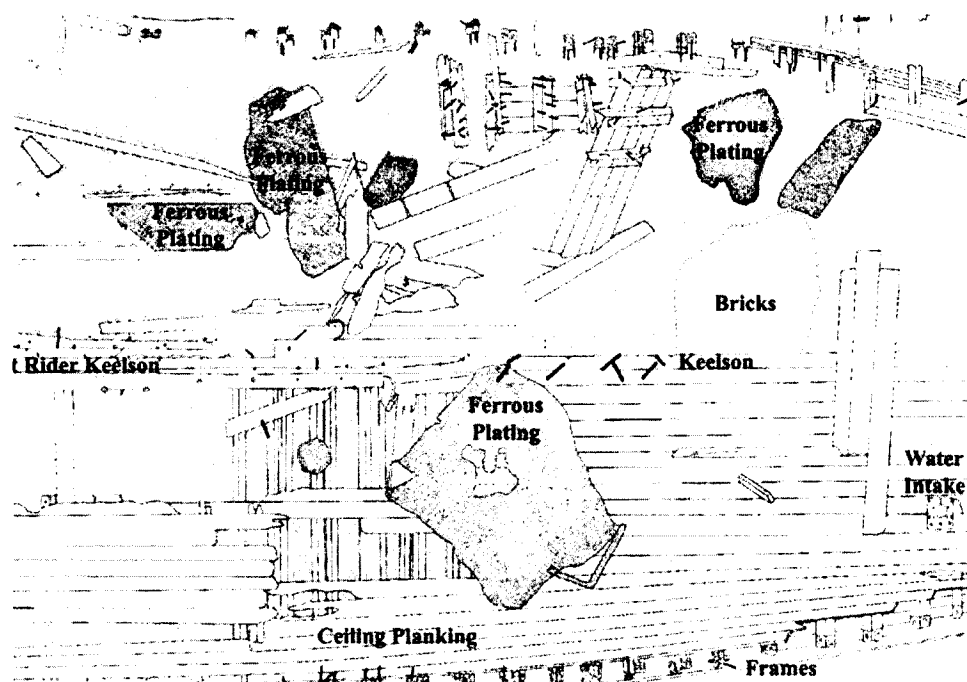 Ferrous
Plating
Ferrous
Plating
Ferrous
Plating
Bricks
t Rider Keelson
Keelson
Ferrous
Plating
Water
Intake
Ceiling Planking
Frames